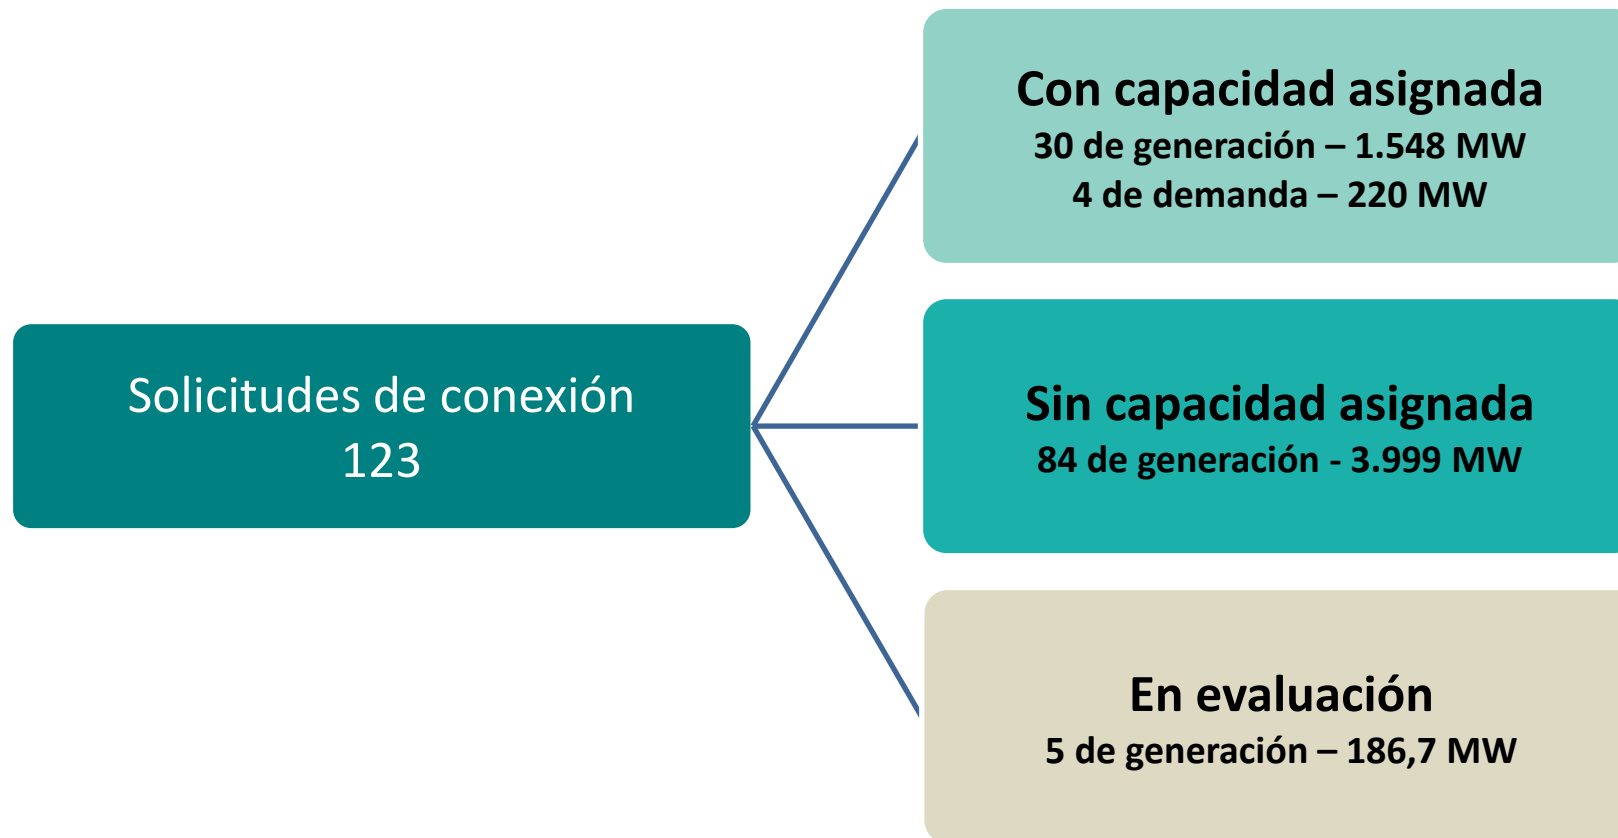 Solicitudes de conexión
123
Con capacidad asignada
30 de generación – 1.548 MW
4 de demanda – 220 MW
Sin capacidad asignada
84 de generación - 3.999 MW
En evaluación
5 de generación – 186,7 MW